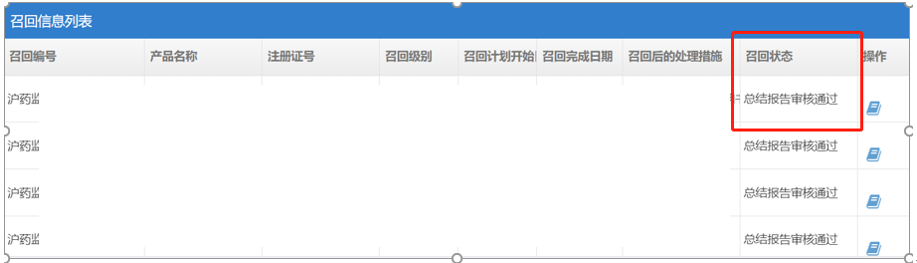 召回信息列表
召回编号 产品名称 注册证号 召回级别 召回计划开始 召回完成日期 召回后的处理措施 召回状态 操作
沪药监 总结报告审核通过
沪药监 总结报告审核通过
沪药监 总结报告审核通过
沪药监 总结报告审核通过